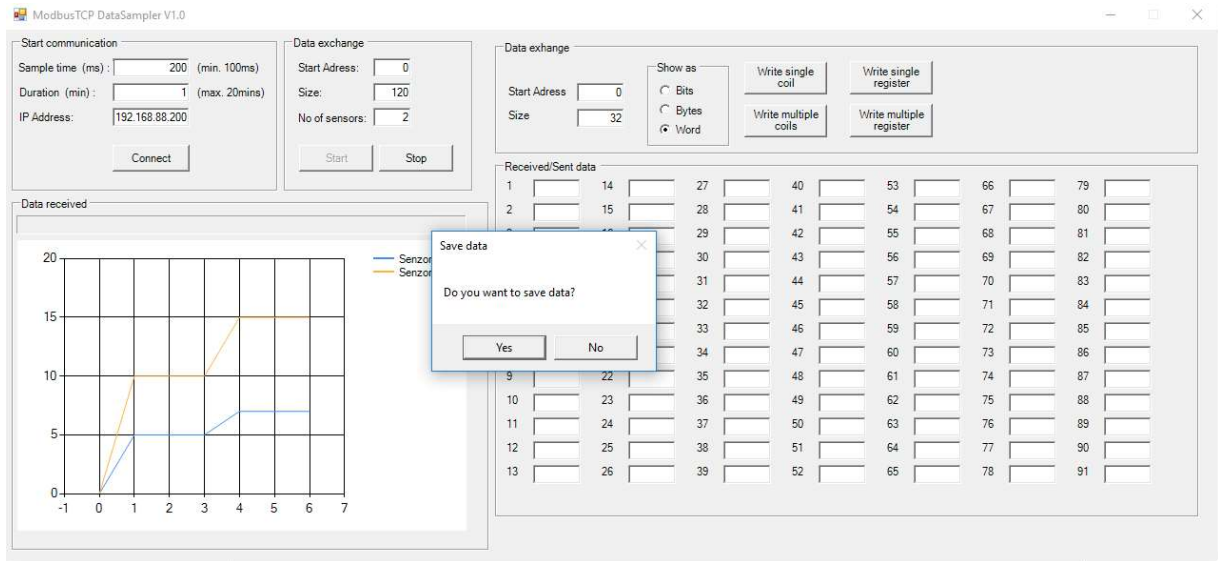 ModbusTCP DataSampler V1.0
Start communication
Sample time (ms) : 200 (min. 100ms)
Duration (min) : 1 (max. 20mins)
IP Address: 192.168.88.200
Connect
Data exchange
Start Adress: 0
Size: 120
No of sensors: 2
Start Stop
Data exhange
Start Adress 0
Size 32
Show as
Bits
Bytes
Word
Write single coil
Write single register
Write multiple coils
Write multiple register
Data received
20
15
10
5
0
-1 0 1 2 3 4 5 6 7
Save data
Do you want to save data?
Yes No
Received/Sent data
1 14 27 40 53 66 79
2 15 28 41 54 67 80
29 42 55 68 81
30 43 56 69 82
31 44 57 70 83
32 45 58 71 84
33 46 59 72 85
34 47 60 73 86
9 22 35 48 61 74 87
10 23 36 49 62 75 88
11 24 37 50 63 76 89
12 25 38 51 64 77 90
13 26 39 52 65 78 91